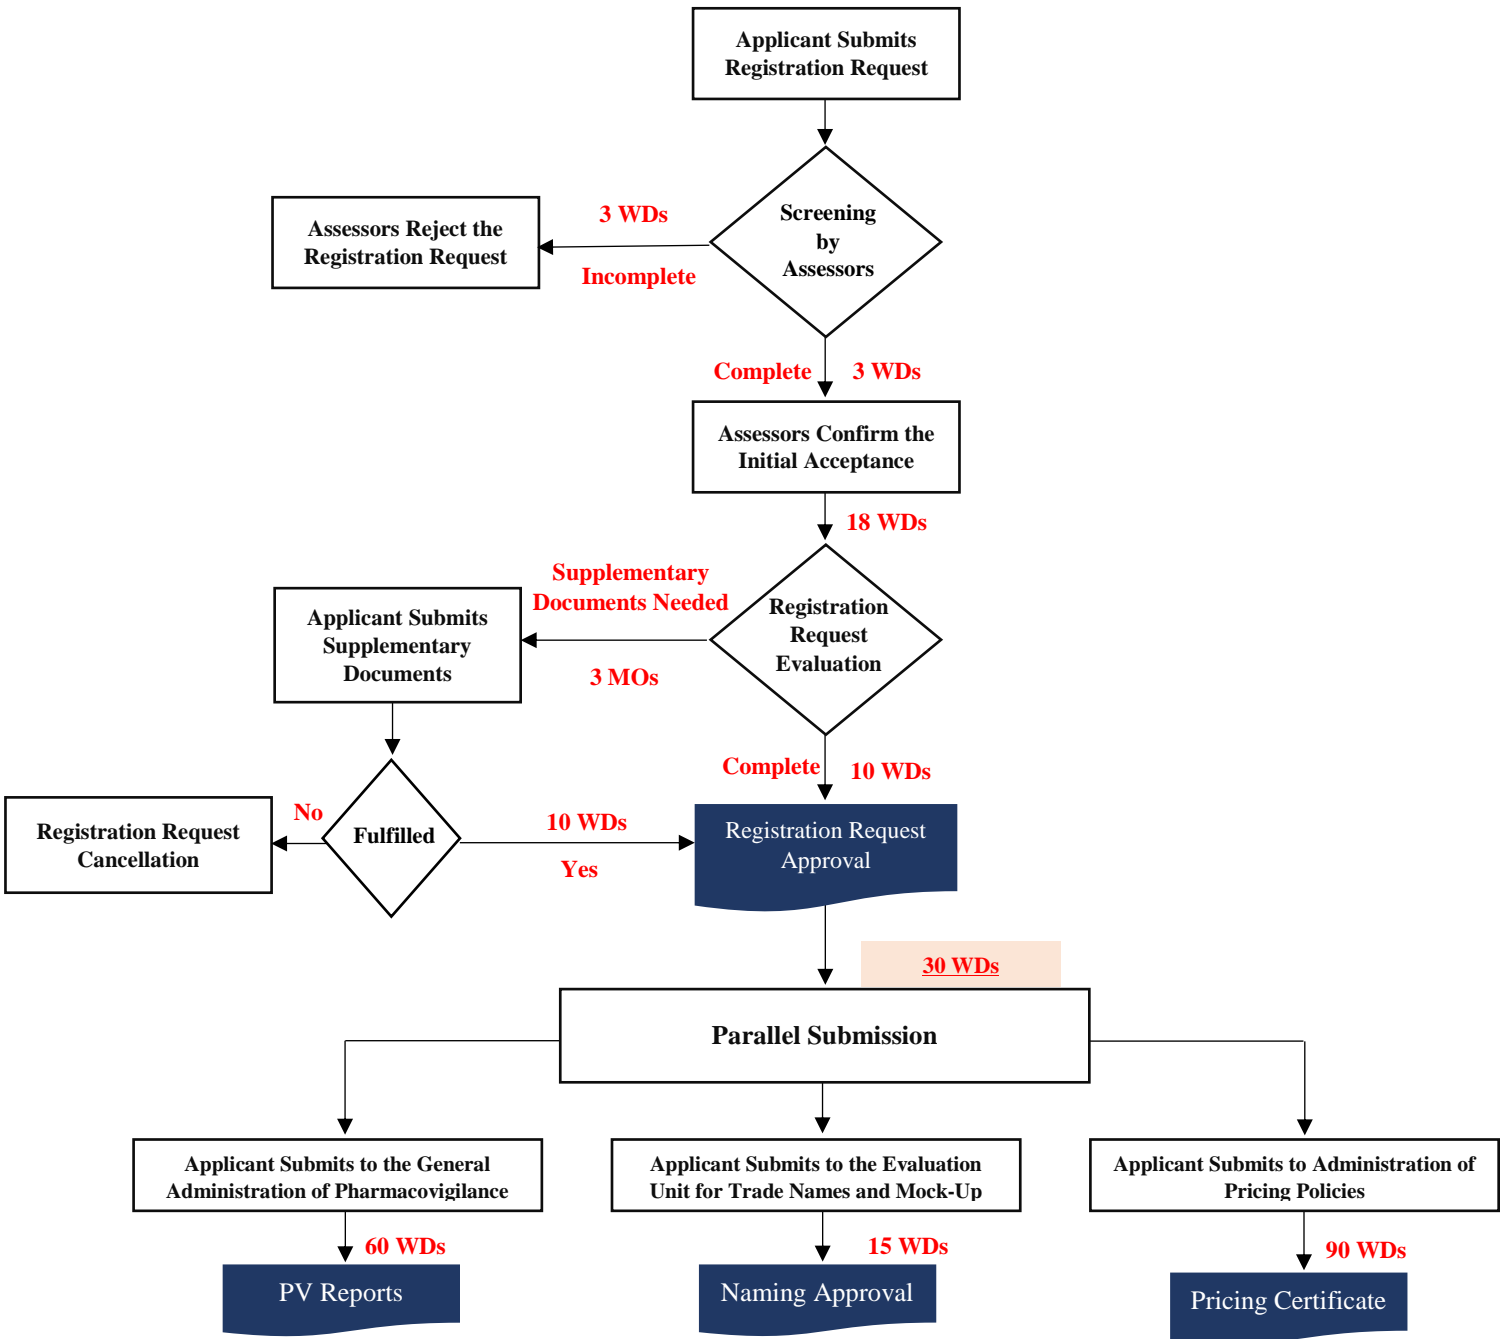 Applicant Submits
Registration Request
Screening
by
Assessors
3 WDs
Incomplete
Assessors Reject the
Registration Request
Complete
3 WDs
Assessors Confirm the
Initial Acceptance
18 WDs
Registration
Request
Evaluation
Supplementary
Documents Needed
3 MOs
Applicant Submits
Supplementary
Documents
Complete
10 WDs
Fulfilled
No
Registration Request
Cancellation
10 WDs
Yes
Registration Request
Approval
30 WDs
Parallel Submission
Applicant Submits to the General
Administration of Pharmacovigilance
Applicant Submits to the Evaluation
Unit for Trade Names and Mock-Up
Applicant Submits to Administration of
Pricing Policies
60 WDs
15 WDs
90 WDs
PV Reports
Naming Approval
Pricing Certificate